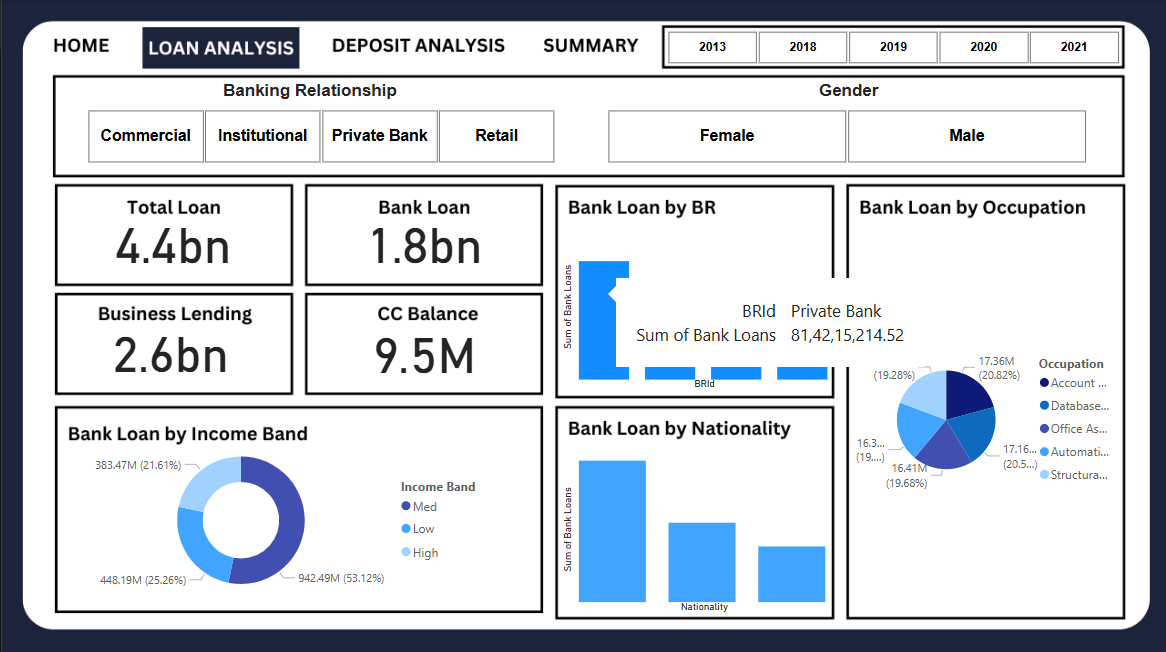 HOME
LOAN ANALYSIS
DEPOSIT ANALYSIS
SUMMARY
2013
2018
2019
2020
2021
Banking Relationship
Commercial
Institutional
Private Bank
Retail
Gender
Female
Male
Total Loan
4.4bn
Bank Loan
1.8bn
Business Lending
2.6bn
CC Balance
9.5M
Bank Loan by BR
Sum of Bank Loans
BRId
BRId Private Bank
Sum of Bank Loans 81,42,15,214.52
Bank Loan by Occupation
17.36M
(20.82%)
(19.28%)
16.3...
(19....)
16.41M
(19.68%)
17.16...
(20.5...)
Occupation
Account ...
Database...
Office As...
Automati...
Structura...
Bank Loan by Income Band
383.47M (21.61%)
448.19M (25.26%)
942.49M (53.12%)
Income Band
Med
Low
High
Bank Loan by Nationality
Sum of Bank Loans
Nationality